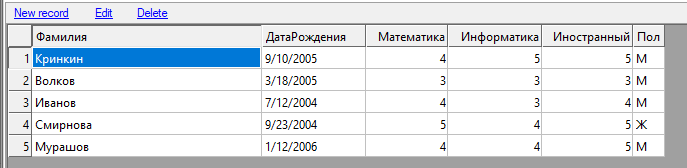 New record Edit Delete
Фамилия ДатаРождения Математика Информатика Иностранный Пол
1 Кринкин 9/10/2005 4 5 5 М
2 Волков 3/18/2005 3 3 3 М
3 Иванов 7/12/2004 4 3 4 М
4 Смирнова 9/23/2004 5 4 5 Ж
5 Мурашов 1/12/2006 4 4 5 М